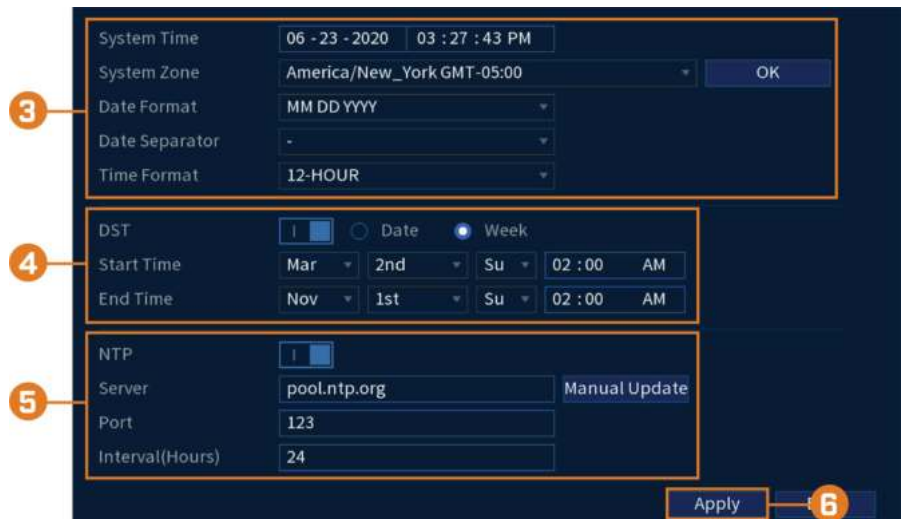 System Time 06 - 23 - 2020 03 : 27 : 43 PM
System Zone America/New_York GMT-05:00 OK
3
Date Format MM DD YYYY
Date Separator -
Time Format 12-HOUR
DST Date Week
4
Start Time Mar 2nd Su 02 : 00 AM
End Time Nov 1st Su 02 : 00 AM
NTP
Server pool.ntp.org Manual Update
5
Port 123
Interval(Hours) 24
Apply 6